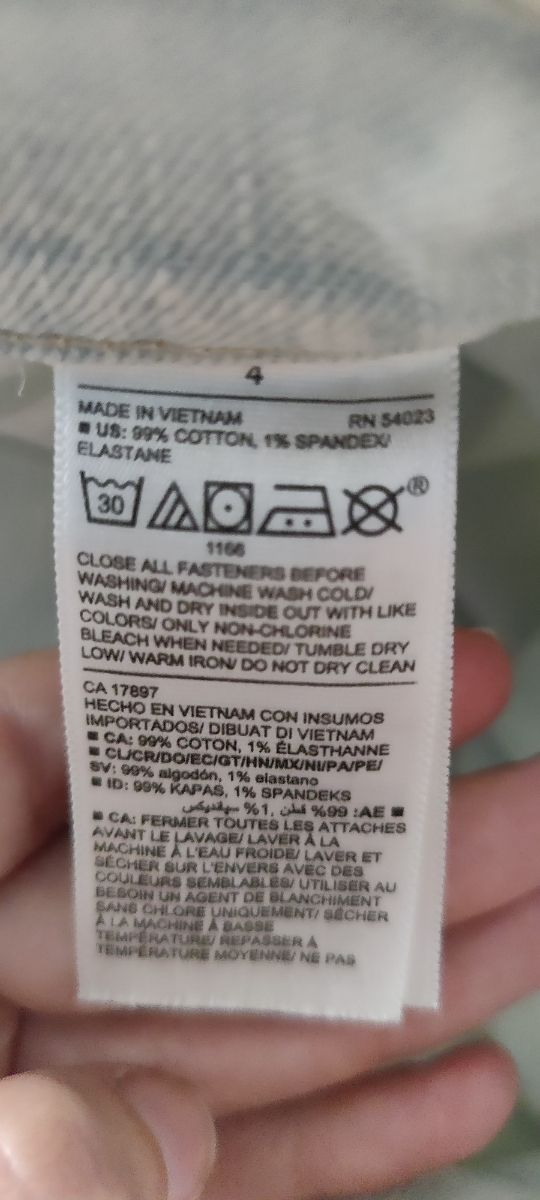 4
MADE IN VIETNAM RN 54023
■ US: 99% COTTON, 1% SPANDEX/
ELASTANE
30 ®
1166
CLOSE ALL FASTENERS BEFORE
WASHING/ MACHINE WASH COLD/
WASH AND DRY INSIDE OUT WITH LIKE
COLORS/ ONLY NON-CHLORINE
BLEACH WHEN NEEDED/ TUMBLE DRY
LOW/ WARM IRON/ DO NOT DRY CLEAN
CA 17897
HECHO EN VIETNAM CON INSUMOS
IMPORTADOS/ DIBUAT DI VIETNAM
■ CA: 99% COTON, 1% ÉLASTHANNE
■ CL/CR/DO/EC/GT/HN/MX/NI/PA/PE/
SV: 99% algodón, 1% elastano
■ ID: 99% KAPAS, 1% SPANDEKS
■ AE: 99% قطن, 1% سپانديكس
■ CA: FERMER TOUTES LES ATTACHES
AVANT LE LAVAGE/ LAVER À LA
MACHINE À L'EAU FROIDE/ LAVER ET
SÉCHER SUR L'ENVERS AVEC DES
COULEURS SEMBLABLES/ UTILISER AU
BESOIN UN AGENT DE BLANCHIMENT
SANS CHLORE UNIQUEMENT/ SÉCHER
À LA MACHINE À BASSE
TEMPÉRATURE/ REPASSER À
TEMPÉRATURE MOYENNE/ NE PAS